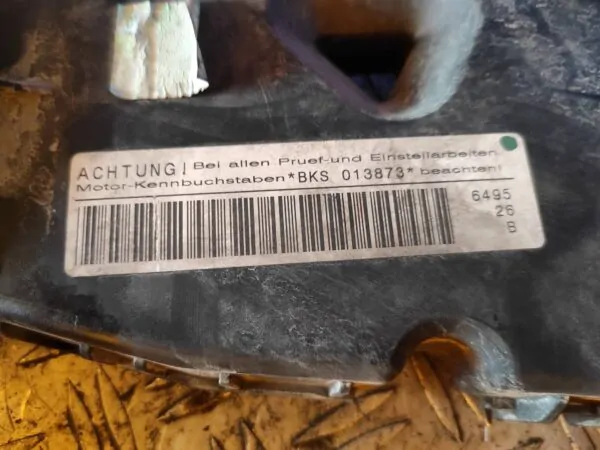 ACHTUNG! Bei allen Pruef-und Einstellarbeiten
Motor-Kennbuchstaben *BKS 013873* beachten!
6495
26
B